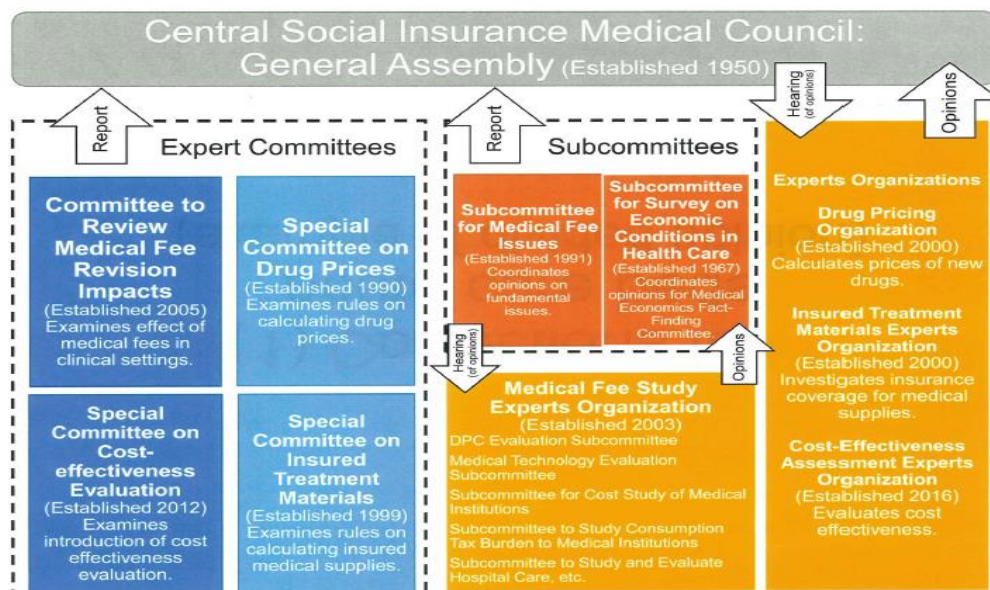 Central Social Insurance Medical Council:
General Assembly (Established 1950)
Report
Expert Committees
Committee to
Review
Medical Fee
Revision
Impacts
(Established 2005)
Examines effect of
medical fees in
clinical settings.
Special
Committee on
Drug Prices
(Established 1990)
Examines rules on
calculating drug
prices.
Special
Committee on
Cost-
effectiveness
Evaluation
(Established 2012)
Examines
introduction of cost
effectiveness
evaluation.
Special
Committee on
Insured
Treatment
Materials
(Established 1999)
Examines rules on
calculating insured
medical supplies.
Report
Subcommittees
Subcommittee
for Medical Fee
Issues
(Established 1991)
Coordinates
opinions on
fundamental
issues.
Subcommittee
for Survey on
Economic
Conditions in
Health Care
(Established 1967)
Coordinates
opinions for Medical
Economics Fact-
Finding
Committee.
Hearing
(of opinions)
Opinions
Medical Fee Study
Experts Organization
(Established 2003)
DPC Evaluation Subcommittee
Medical Technology Evaluation
Subcommittee
Subcommittee for Cost Study of Medical
Institutions
Subcommittee to Study Consumption
Tax Burden to Medical Institutions
Subcommittee to Study and Evaluate
Hospital Care, etc.
Hearing
(of opinions)
Opinions
Experts Organizations
Drug Pricing
Organization
(Established 2000)
Calculates prices of new
drugs.
Insured Treatment
Materials Experts
Organization
(Established 2000)
Investigates insurance
coverage for medical
supplies.
Cost-Effectiveness
Assessment Experts
Organization
(Established 2016)
Evaluates cost
effectiveness.